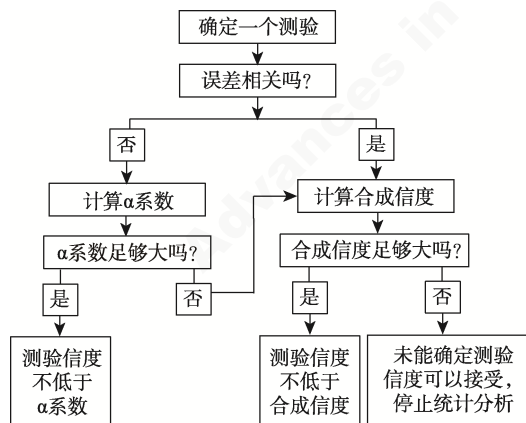 确定一个测验
误差相关吗?
否
是
计算α系数
计算合成信度
α系数足够大吗?
合成信度足够大吗?
是
否
是
否
测验信度
不低于
α系数
测验信度
不低于
合成信度
未能确定测验
信度可以接受,
停止统计分析
Advances in